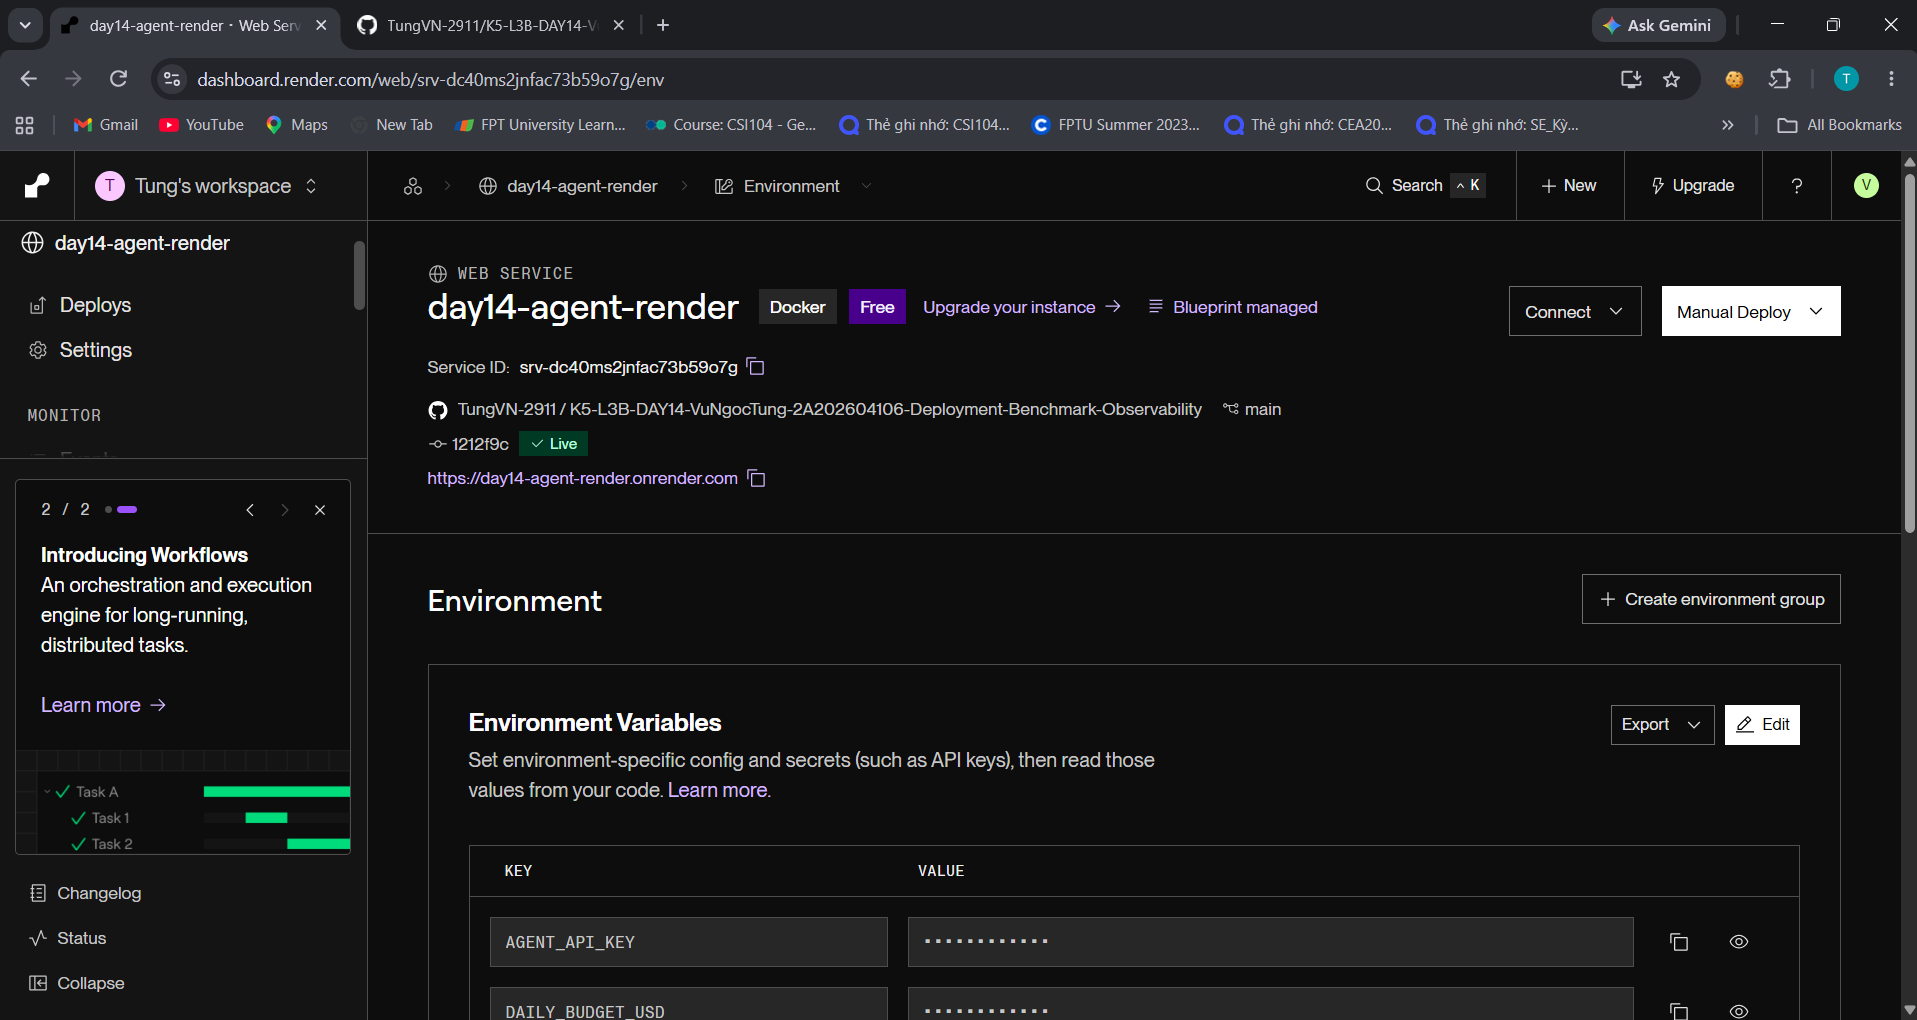 day14-agent-render · Web Serv
TungVN-2911/K5-L3B-DAY14-V
Ask Gemini
dashboard.render.com/web/srv-dc40ms2jnfac73b59o7g/env
T
Gmail
YouTube
Maps
New Tab
FPT University Learn...
Course: CSI104 - Ge...
Thẻ ghi nhớ: CSI104...
FPTU Summer 2023...
Thẻ ghi nhớ: CEA20...
Thẻ ghi nhớ: SE_Kỳ...
All Bookmarks
T
Tung's workspace
day14-agent-render
Environment
Search
K
New
Upgrade
?
V
day14-agent-render
Deploys
Settings
MONITOR
2 / 2
Introducing Workflows
An orchestration and execution
engine for long-running,
distributed tasks.
Learn more →
Task A
Task 1
Task 2
Changelog
Status
Collapse
WEB SERVICE
day14-agent-render
Docker
Free
Upgrade your instance →
Blueprint managed
Connect
Manual Deploy
Service ID: srv-dc40ms2jnfac73b59o7g
TungVN-2911 / K5-L3B-DAY14-VuNgocTung-2A202604106-Deployment-Benchmark-Observability
main
1212f9c
Live
https://day14-agent-render.onrender.com
Environment
+ Create environment group
Environment Variables
Export
Edit
Set environment-specific config and secrets (such as API keys), then read those
values from your code. Learn more.
KEY
VALUE
AGENT_API_KEY
DAILY_BUDGET_USD